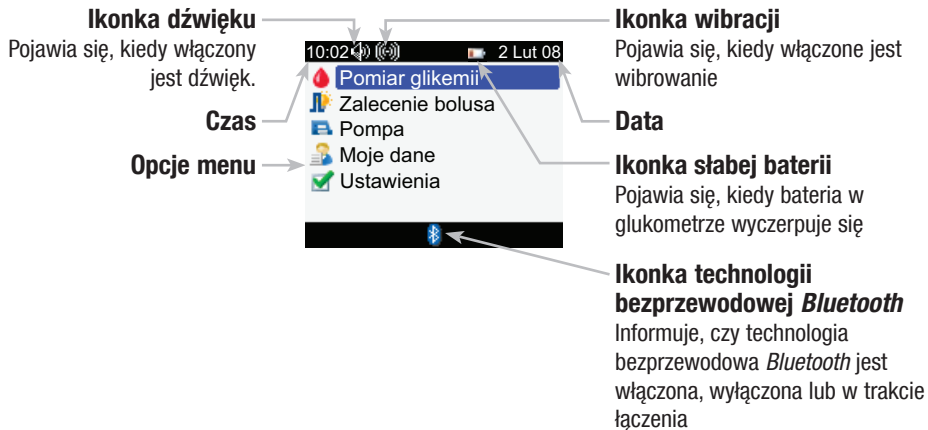 Ikonka dźwięku
Pojawia się, kiedy włączony
jest dźwięk.
Czas
Opcje menu
10:02 2 Lut 08
Pomiar glikemii
Zalecenie bolusa
Pompa
Moje dane
Ustawienia
Ikonka wibracji
Pojawia się, kiedy włączone jest
wibrowanie
Data
Ikonka słabej baterii
Pojawia się, kiedy bateria w
glukometrze wyczerpuje się
Ikonka technologii
bezprzewodowej Bluetooth
Informuje, czy technologia
bezprzewodowa Bluetooth jest
włączona, wyłączona lub w trakcie
łączenia